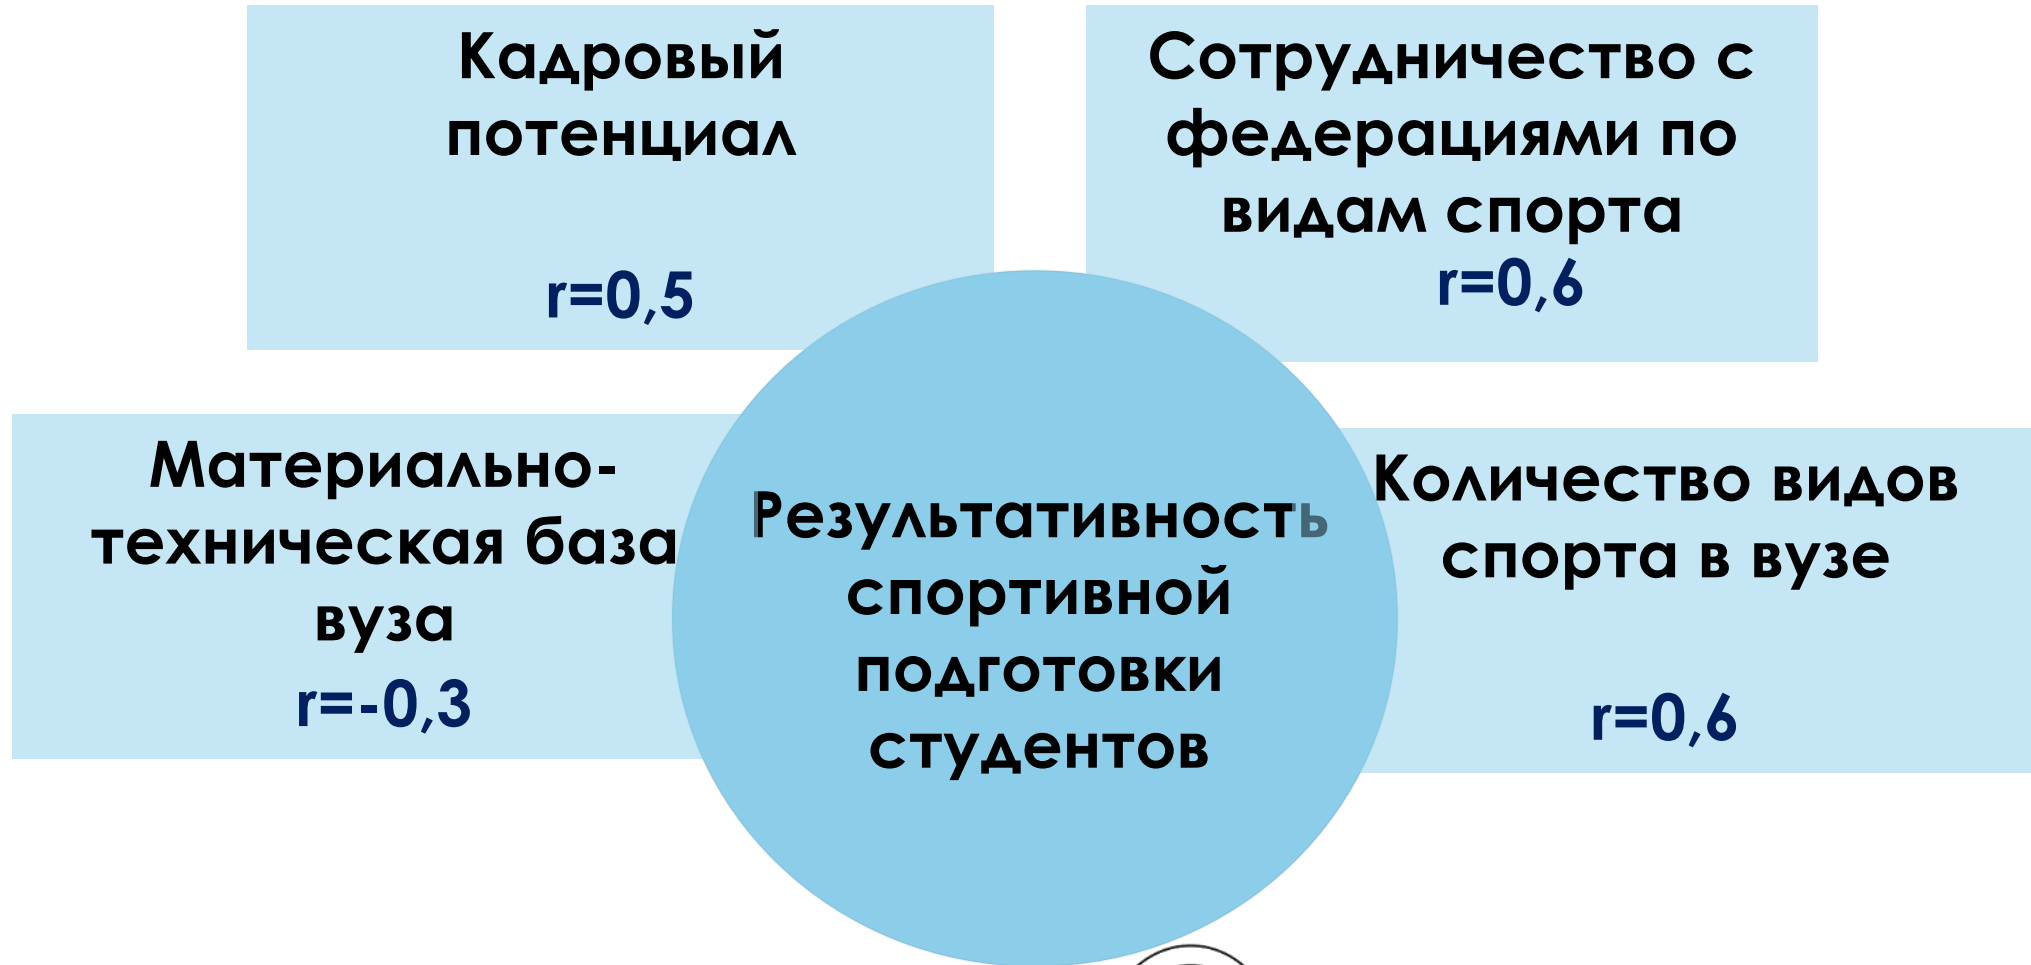 Кадровый
потенциал
r=0,5
Сотрудничество с
федерациями по
видам спорта
r=0,6
Материально-
техническая база
вуза
r=-0,3
Результативность
спортивной
подготовки
студентов
Количество видов
спорта в вузе
r=0,6